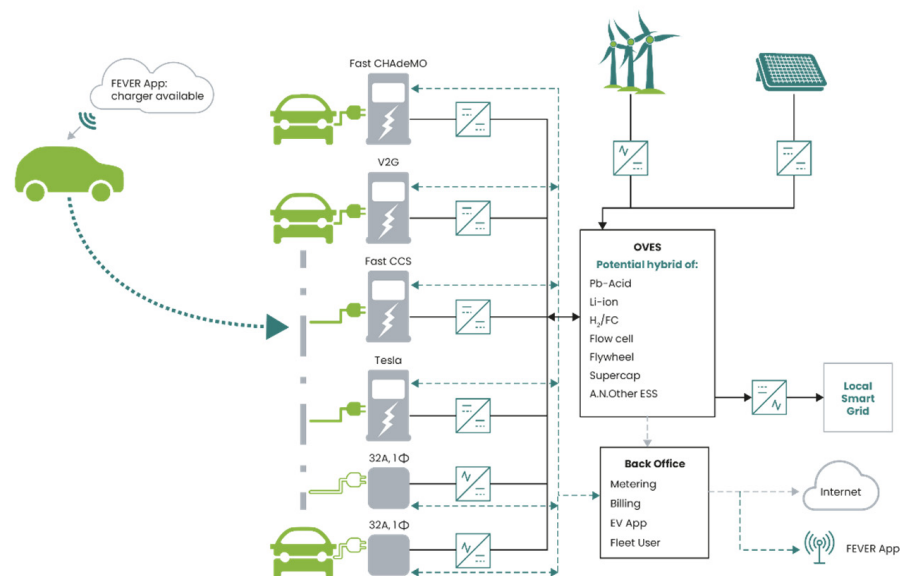 FEVER App:
charger available
Fast CHAdeMO
V2G
Fast CCS
Tesla
32A, 1Φ
32A, 1Φ
OVES
Potential hybrid of:
Pb-Acid
Li-ion
H₂/FC
Flow cell
Flywheel
Supercap
A.N.Other ESS
Local
Smart
Grid
Back Office
Metering
Billing
EV App
Fleet User
Internet
FEVER App